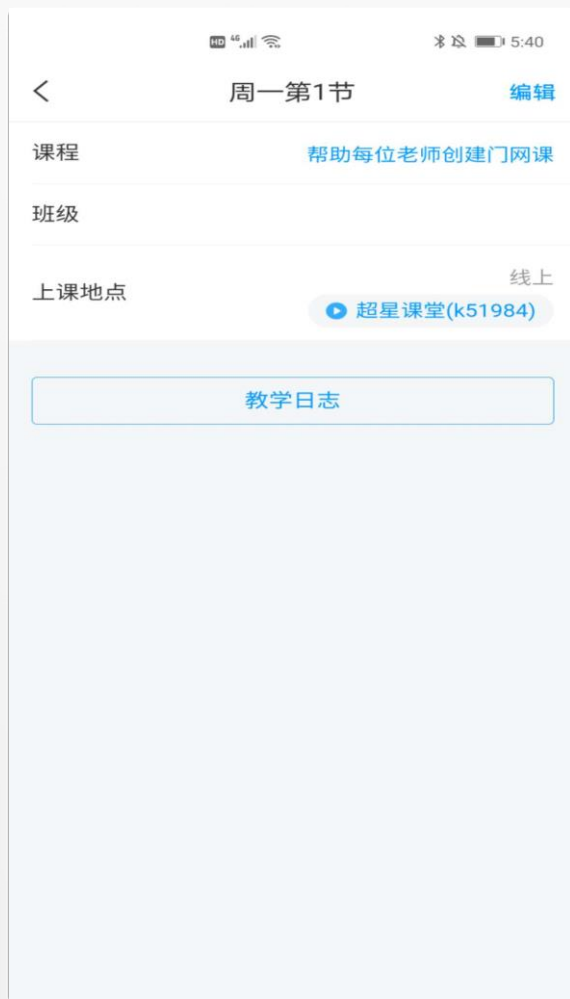 HD 46 5:40
周一第1节 编辑
课程 帮助每位老师创建门网课
班级
线上
上课地点
超星课堂(k51984)
教学日志